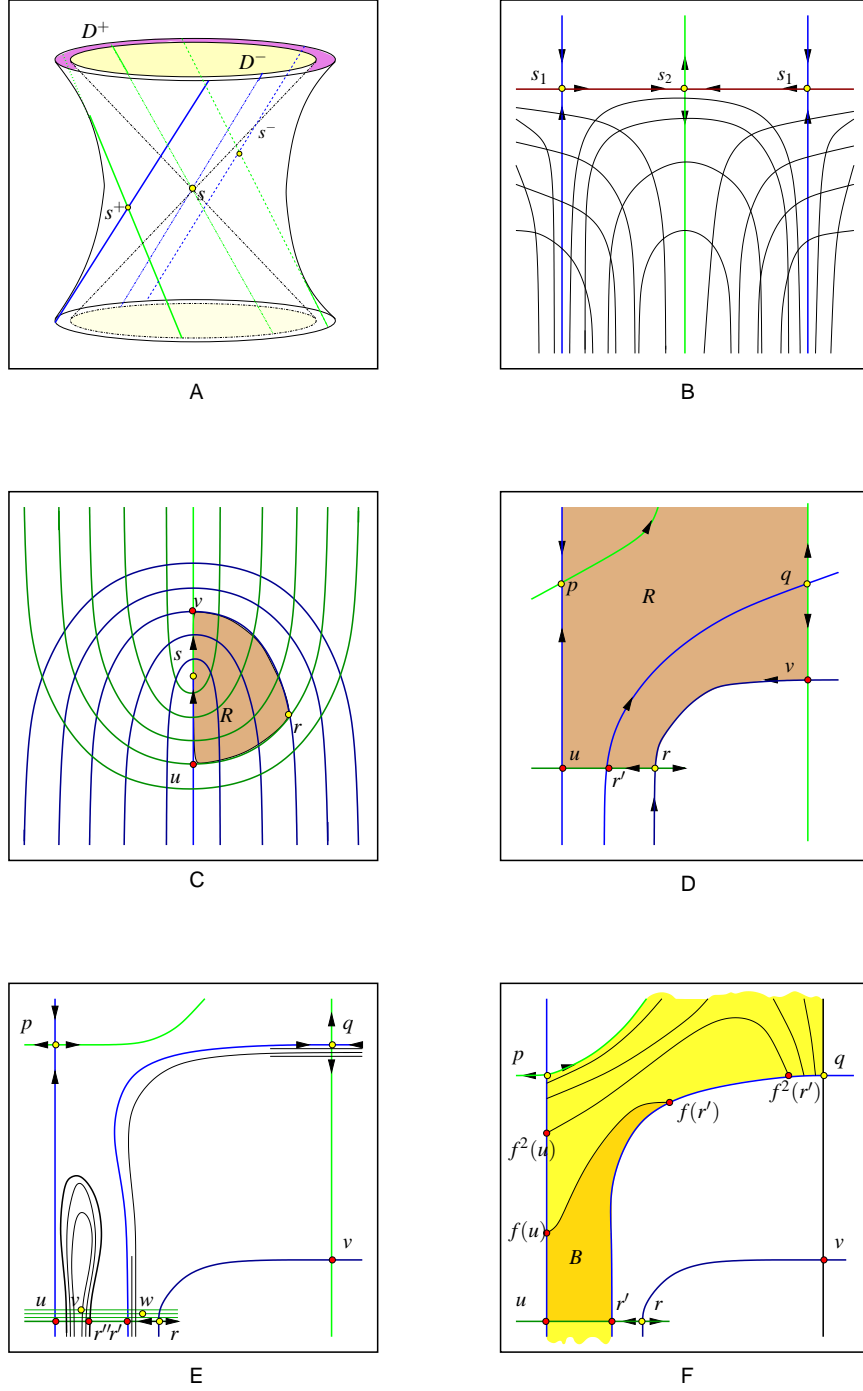 D⁺
D⁻
s⁻
s
s⁺
A
s₁ s₂ s₁
B
v
s
R
r
u
C
p q
R
v
u r′ r
D
p q
v
u v w
r″ r′ r
E
p q
f(r′) f²(r′)
f²(u)
f(u)
B v
u r′ r
F